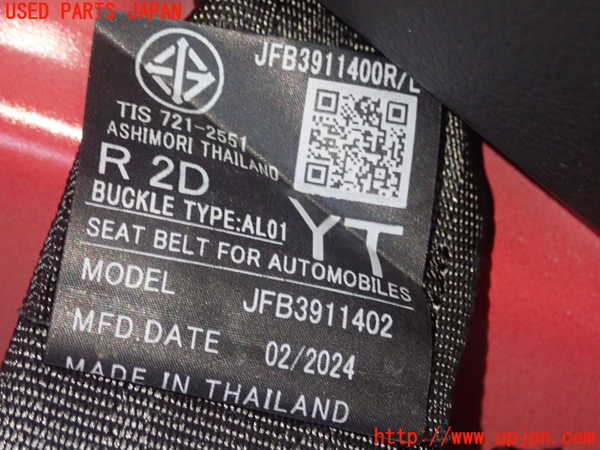 USED PARTS JAPAN
JFB3911400R/L
TIS 721-2551
ASHIMORI THAILAND
R 2D
BUCKLE TYPE:AL01
YT
SEAT BELT FOR AUTOMOBILES
MODEL JFB3911402
MFD.DATE 02/2024
MADE IN THAILAND
http://www.upjpn.com/